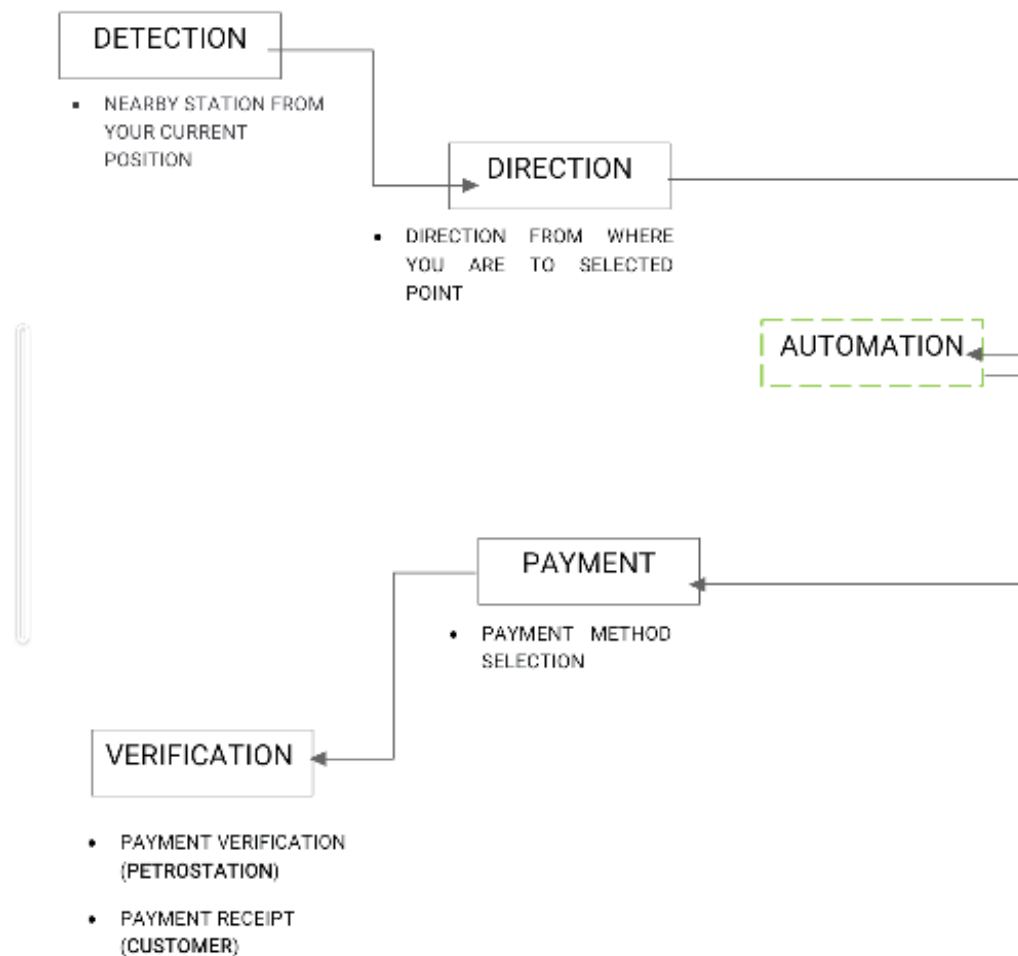 DETECTION
• NEARBY STATION FROM
YOUR CURRENT
POSITION
DIRECTION
• DIRECTION FROM WHERE
YOU ARE TO SELECTED
POINT
AUTOMATION
PAYMENT
• PAYMENT METHOD
SELECTION
VERIFICATION
• PAYMENT VERIFICATION
(PETROSTATION)
• PAYMENT RECEIPT
(CUSTOMER)